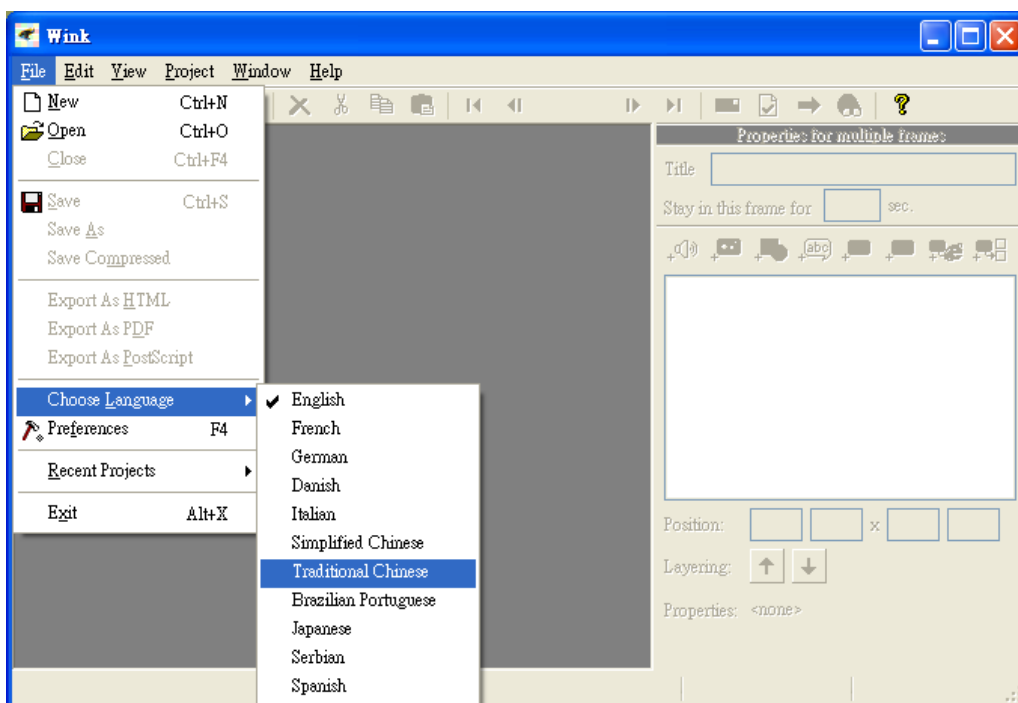 Wink
File Edit View Project Window Help
New Ctrl+N
Open Ctrl+O
Close Ctrl+F4
Save Ctrl+S
Save As
Save Compressed
Export As HTML
Export As PDF
Export As PostScript
Choose Language
Preferences F4
Recent Projects
Exit Alt+X
English
French
German
Danish
Italian
Simplified Chinese
Traditional Chinese
Brazilian Portuguese
Japanese
Serbian
Spanish
Properties for multiple frames
Title
Stay in this frame for sec.
abc
Position: x
Layering:
Properties: <none>